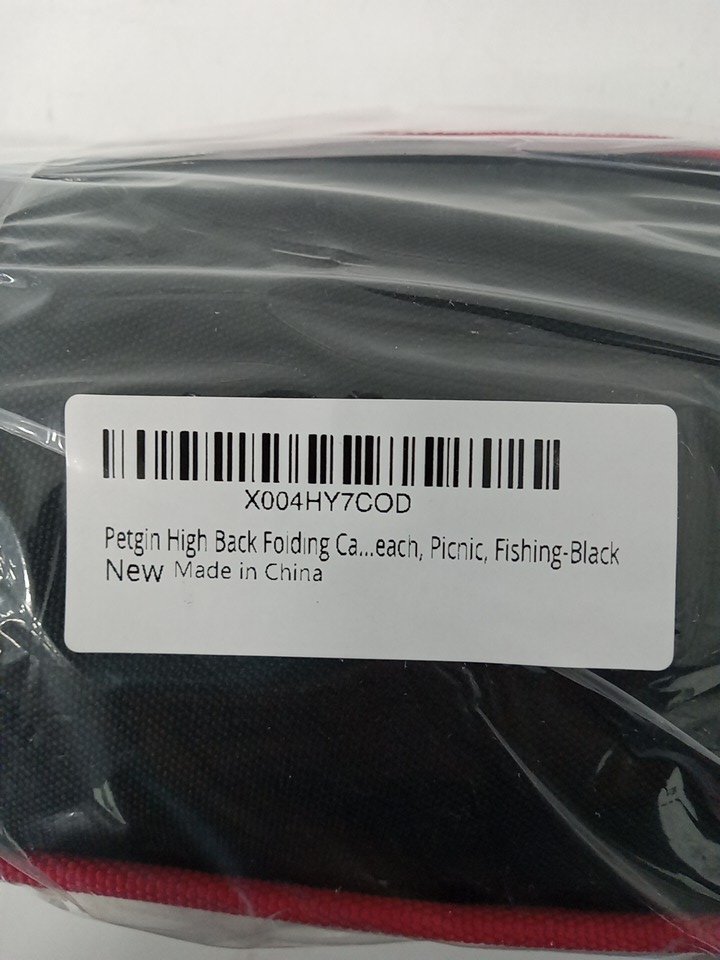 X004HY7COD
Petgin High Back Folding Ca...each, Picnic, Fishing-Black
New Made in China